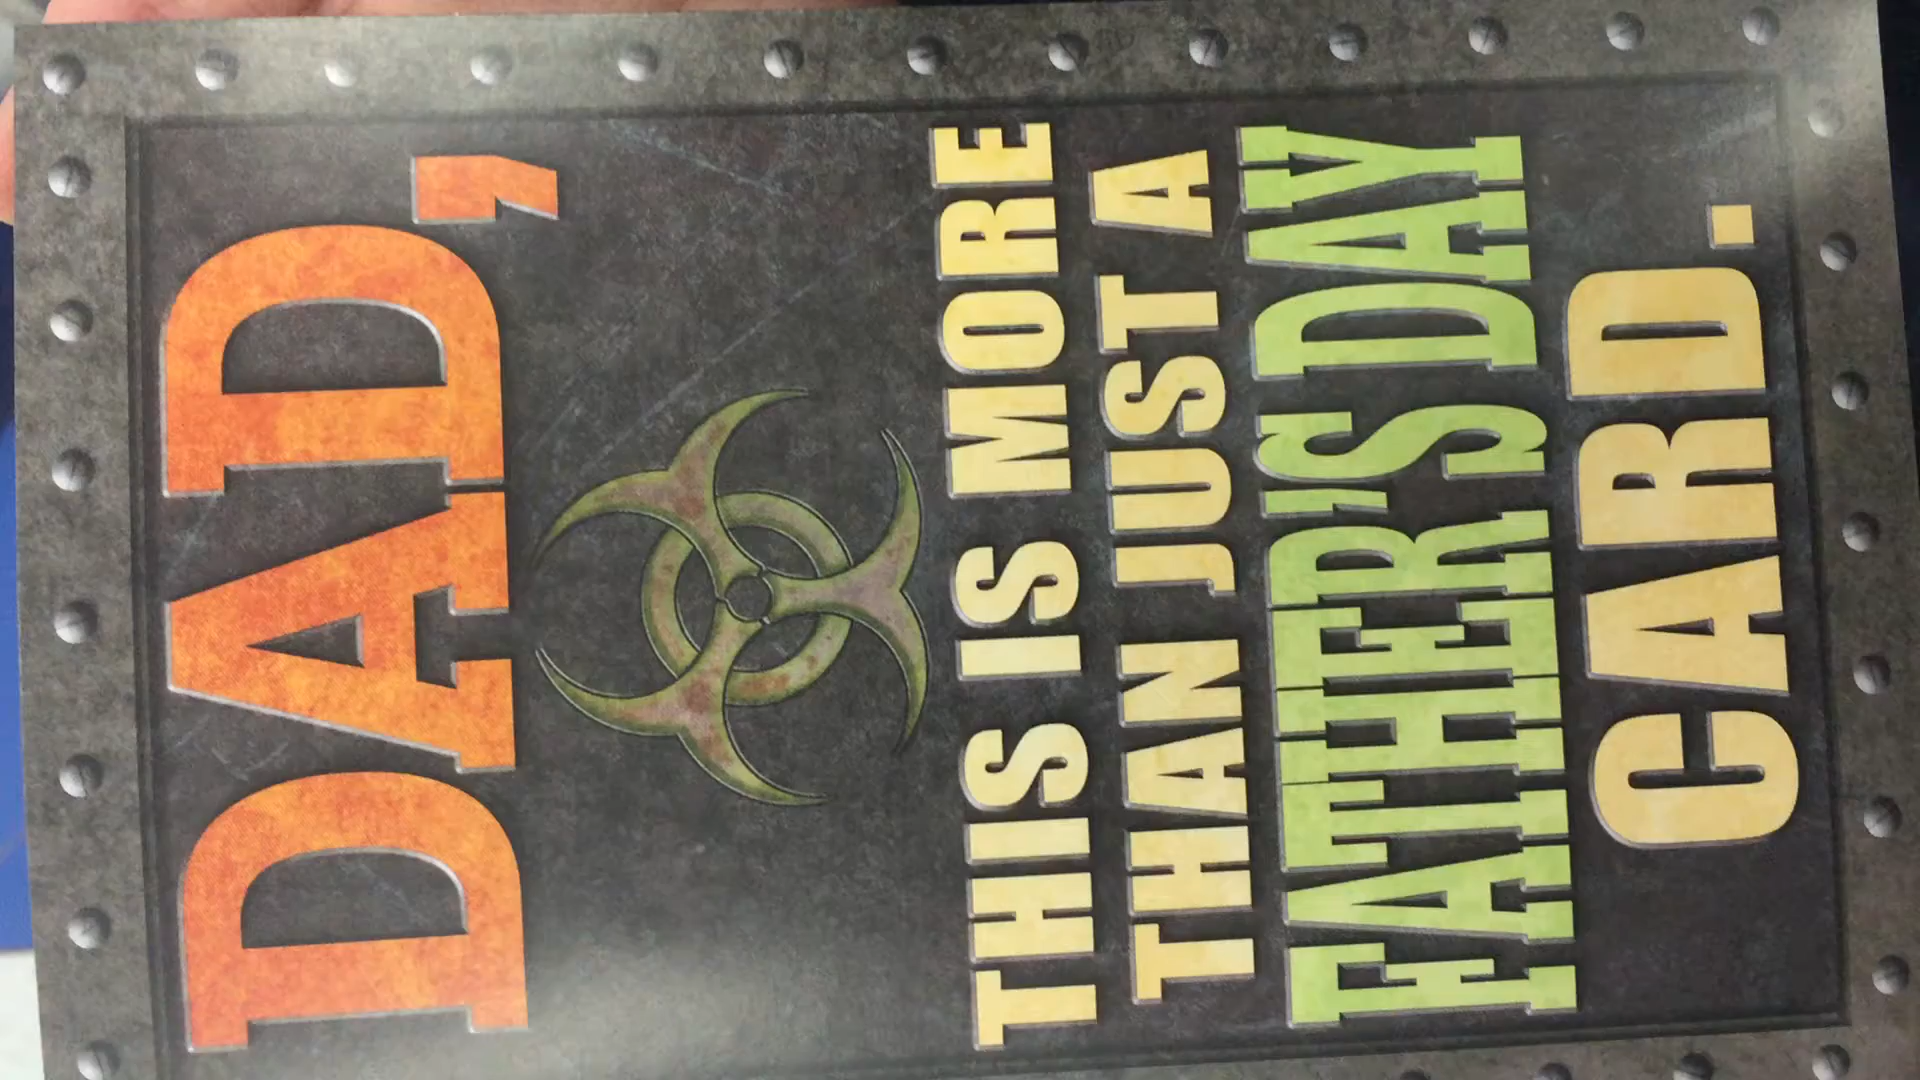 DAD,
THIS IS MORE
THAN JUST A
FATHER'S DAY
CARD.